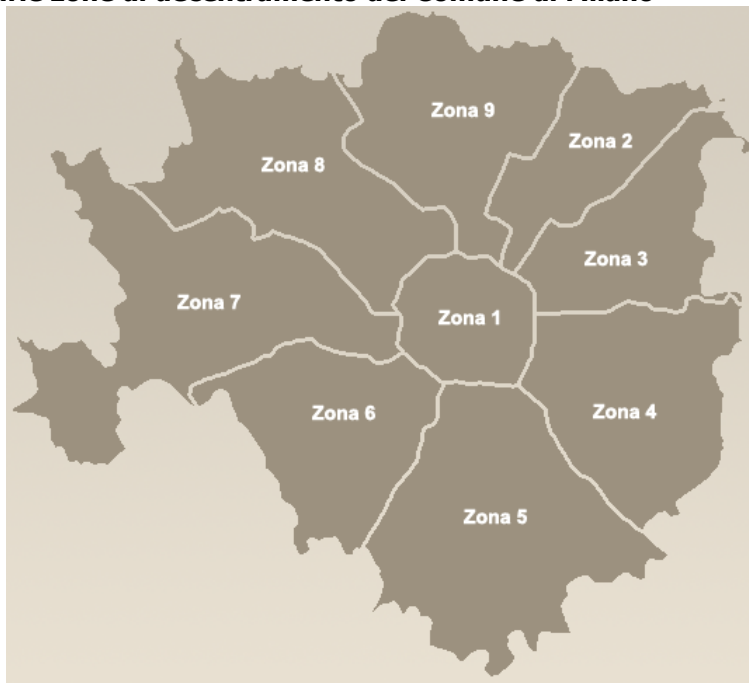 zone di decentramento del Comune di Milano
Zona 9
Zona 2
Zona 8
Zona 3
Zona 7
Zona 1
Zona 6
Zona 4
Zona 5